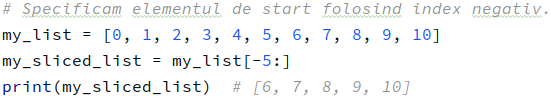 # Specificam elementul de start folosind index negativ.
my_list = [0, 1, 2, 3, 4, 5, 6, 7, 8, 9, 10]
my_sliced_list = my_list[-5:]
print(my_sliced_list)  # [6, 7, 8, 9, 10]